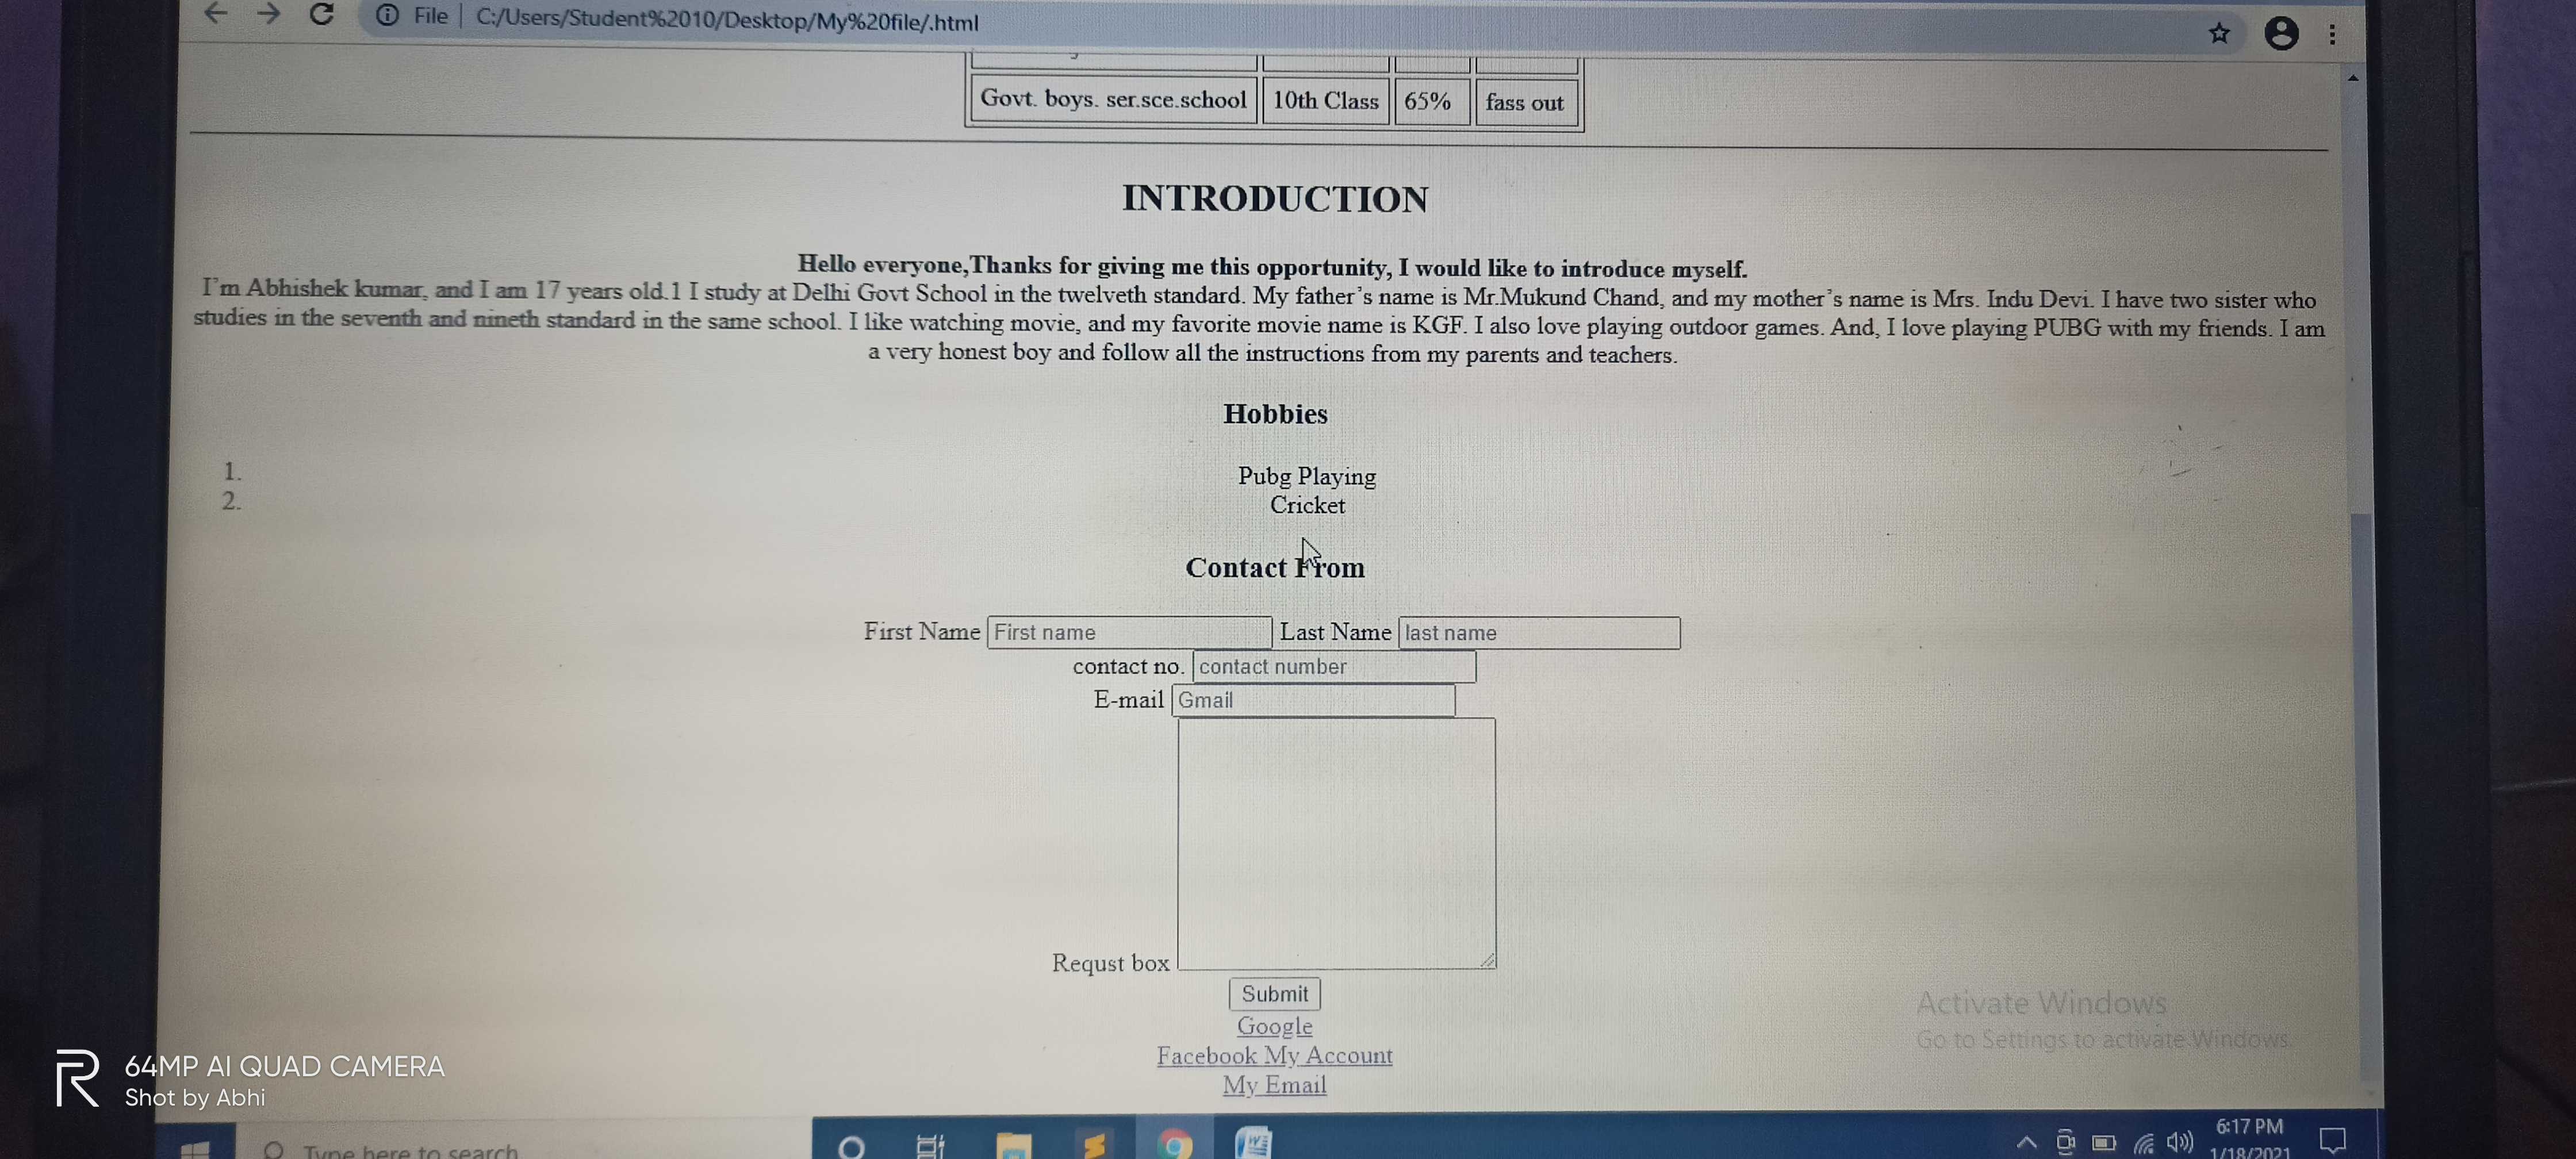 File | C:/Users/Student%2010/Desktop/My%20file/.html
Govt. boys. ser.sce.school 10th Class 65% fass out
INTRODUCTION
Hello everyone,Thanks for giving me this opportunity, I would like to introduce myself.
I'm Abhishek kumar, and I am 17 years old.1 I study at Delhi Govt School in the twelveth standard. My father's name is Mr.Mukund Chand, and my mother's name is Mrs. Indu Devi. I have two sister who
studies in the seventh and nineth standard in the same school. I like watching movie, and my favorite movie name is KGF. I also love playing outdoor games. And, I love playing PUBG with my friends. I am
a very honest boy and follow all the instructions from my parents and teachers.
Hobbies
1. Pubg Playing
2. Cricket
Contact From
First Name First name Last Name last name
contact no. contact number
E-mail Gmail
Requst box
Submit
Google
Facebook My Account
My Email
Activate Windows
Go to Settings to activate Windows.
64MP AI QUAD CAMERA
Shot by Abhi
Type here to search
6:17 PM
1/18/2021